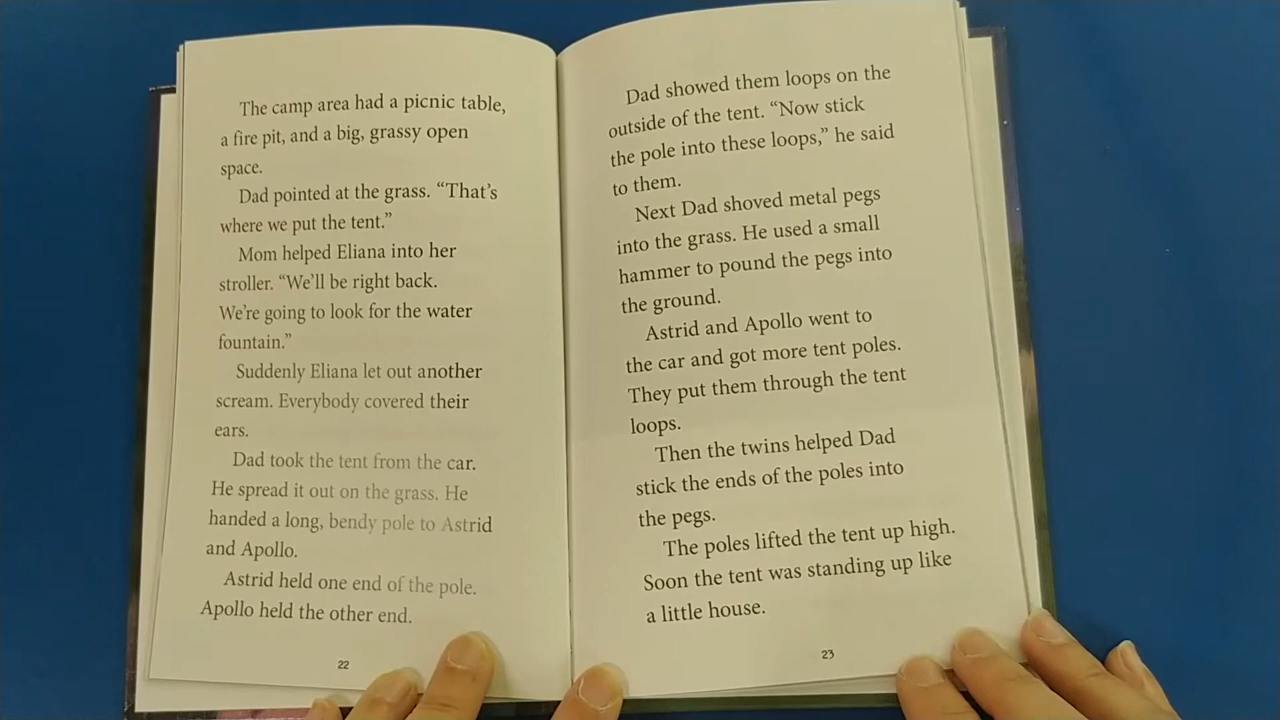 The camp area had a picnic table,
a fire pit, and a big, grassy open
space.
Dad pointed at the grass. “That’s
where we put the tent.”
Mom helped Eliana into her
stroller. “We’ll be right back.
We’re going to look for the water
fountain.”
Suddenly Eliana let out another
scream. Everybody covered their
ears.
Dad took the tent from the car.
He spread it out on the grass. He
handed a long, bendy pole to Astrid
and Apollo.
Astrid held one end of the pole.
Apollo held the other end.
22
Dad showed them loops on the
outside of the tent. “Now stick
the pole into these loops,” he said
to them.
Next Dad shoved metal pegs
into the grass. He used a small
hammer to pound the pegs into
the ground.
Astrid and Apollo went to
the car and got more tent poles.
They put them through the tent
loops.
Then the twins helped Dad
stick the ends of the poles into
the pegs.
The poles lifted the tent up high.
Soon the tent was standing up like
a little house.
23